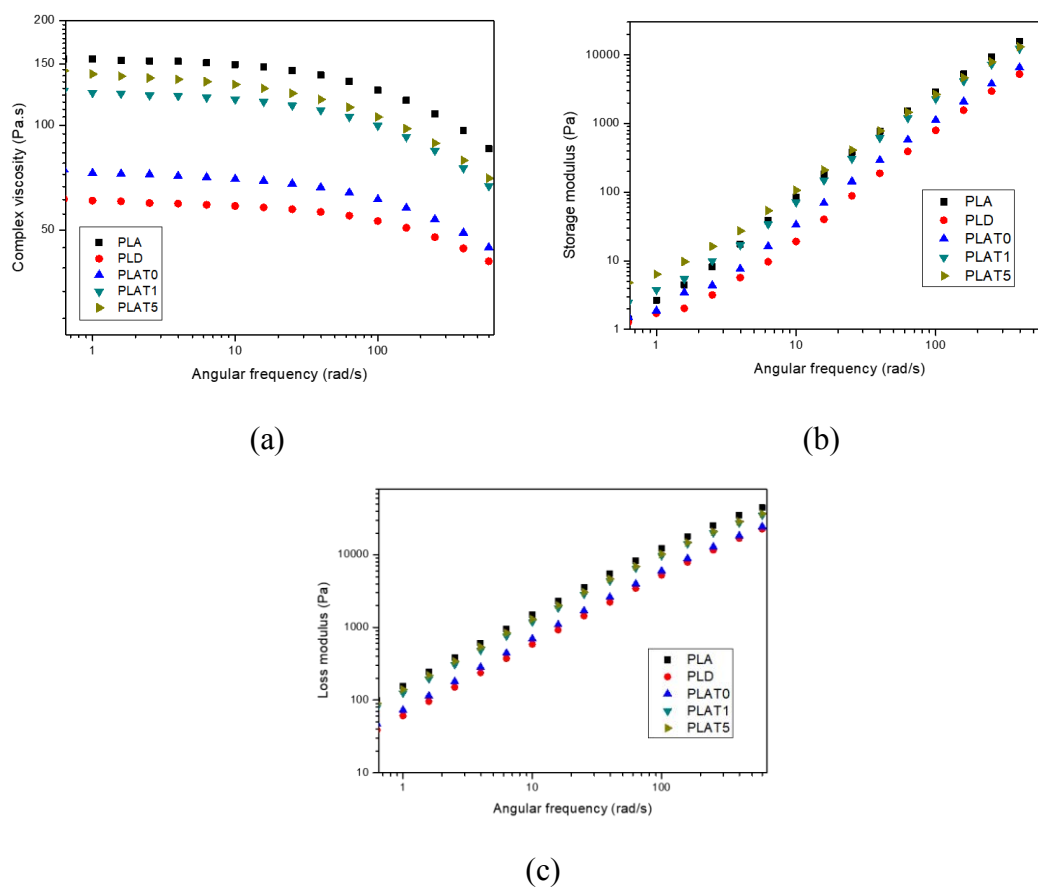 200
150
100
50
Complex viscosity (Pa.s)
PLA
PLD
PLAT0
PLAT1
PLAT5
1 10 100
Angular frequency (rad/s)
(a)
10000
1000
100
10
1
Storage modulus (Pa)
PLA
PLD
PLAT0
PLAT1
PLAT5
1 10 100
Angular frequency (rad/s)
(b)
10000
1000
100
10
Loss modulus (Pa)
PLA
PLD
PLAT0
PLAT1
PLAT5
1 10 100
Angular frequency (rad/s)
(c)